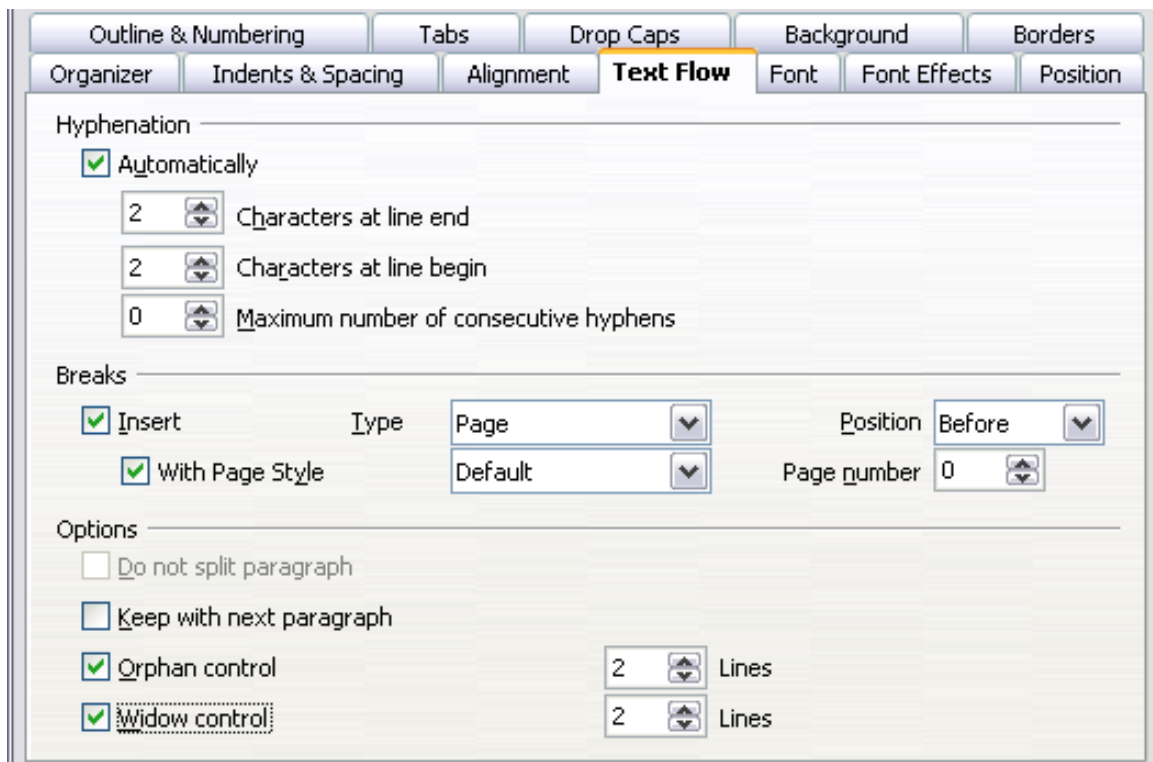 Outline & Numbering Tabs Drop Caps Background Borders
Organizer Indents & Spacing Alignment Text Flow Font Font Effects Position
Hyphenation
Automatically
2 Characters at line end
2 Characters at line begin
0 Maximum number of consecutive hyphens
Breaks
Insert Type Page Position Before
With Page Style Default Page number 0
Options
Do not split paragraph
Keep with next paragraph
Orphan control 2 Lines
Widow control 2 Lines